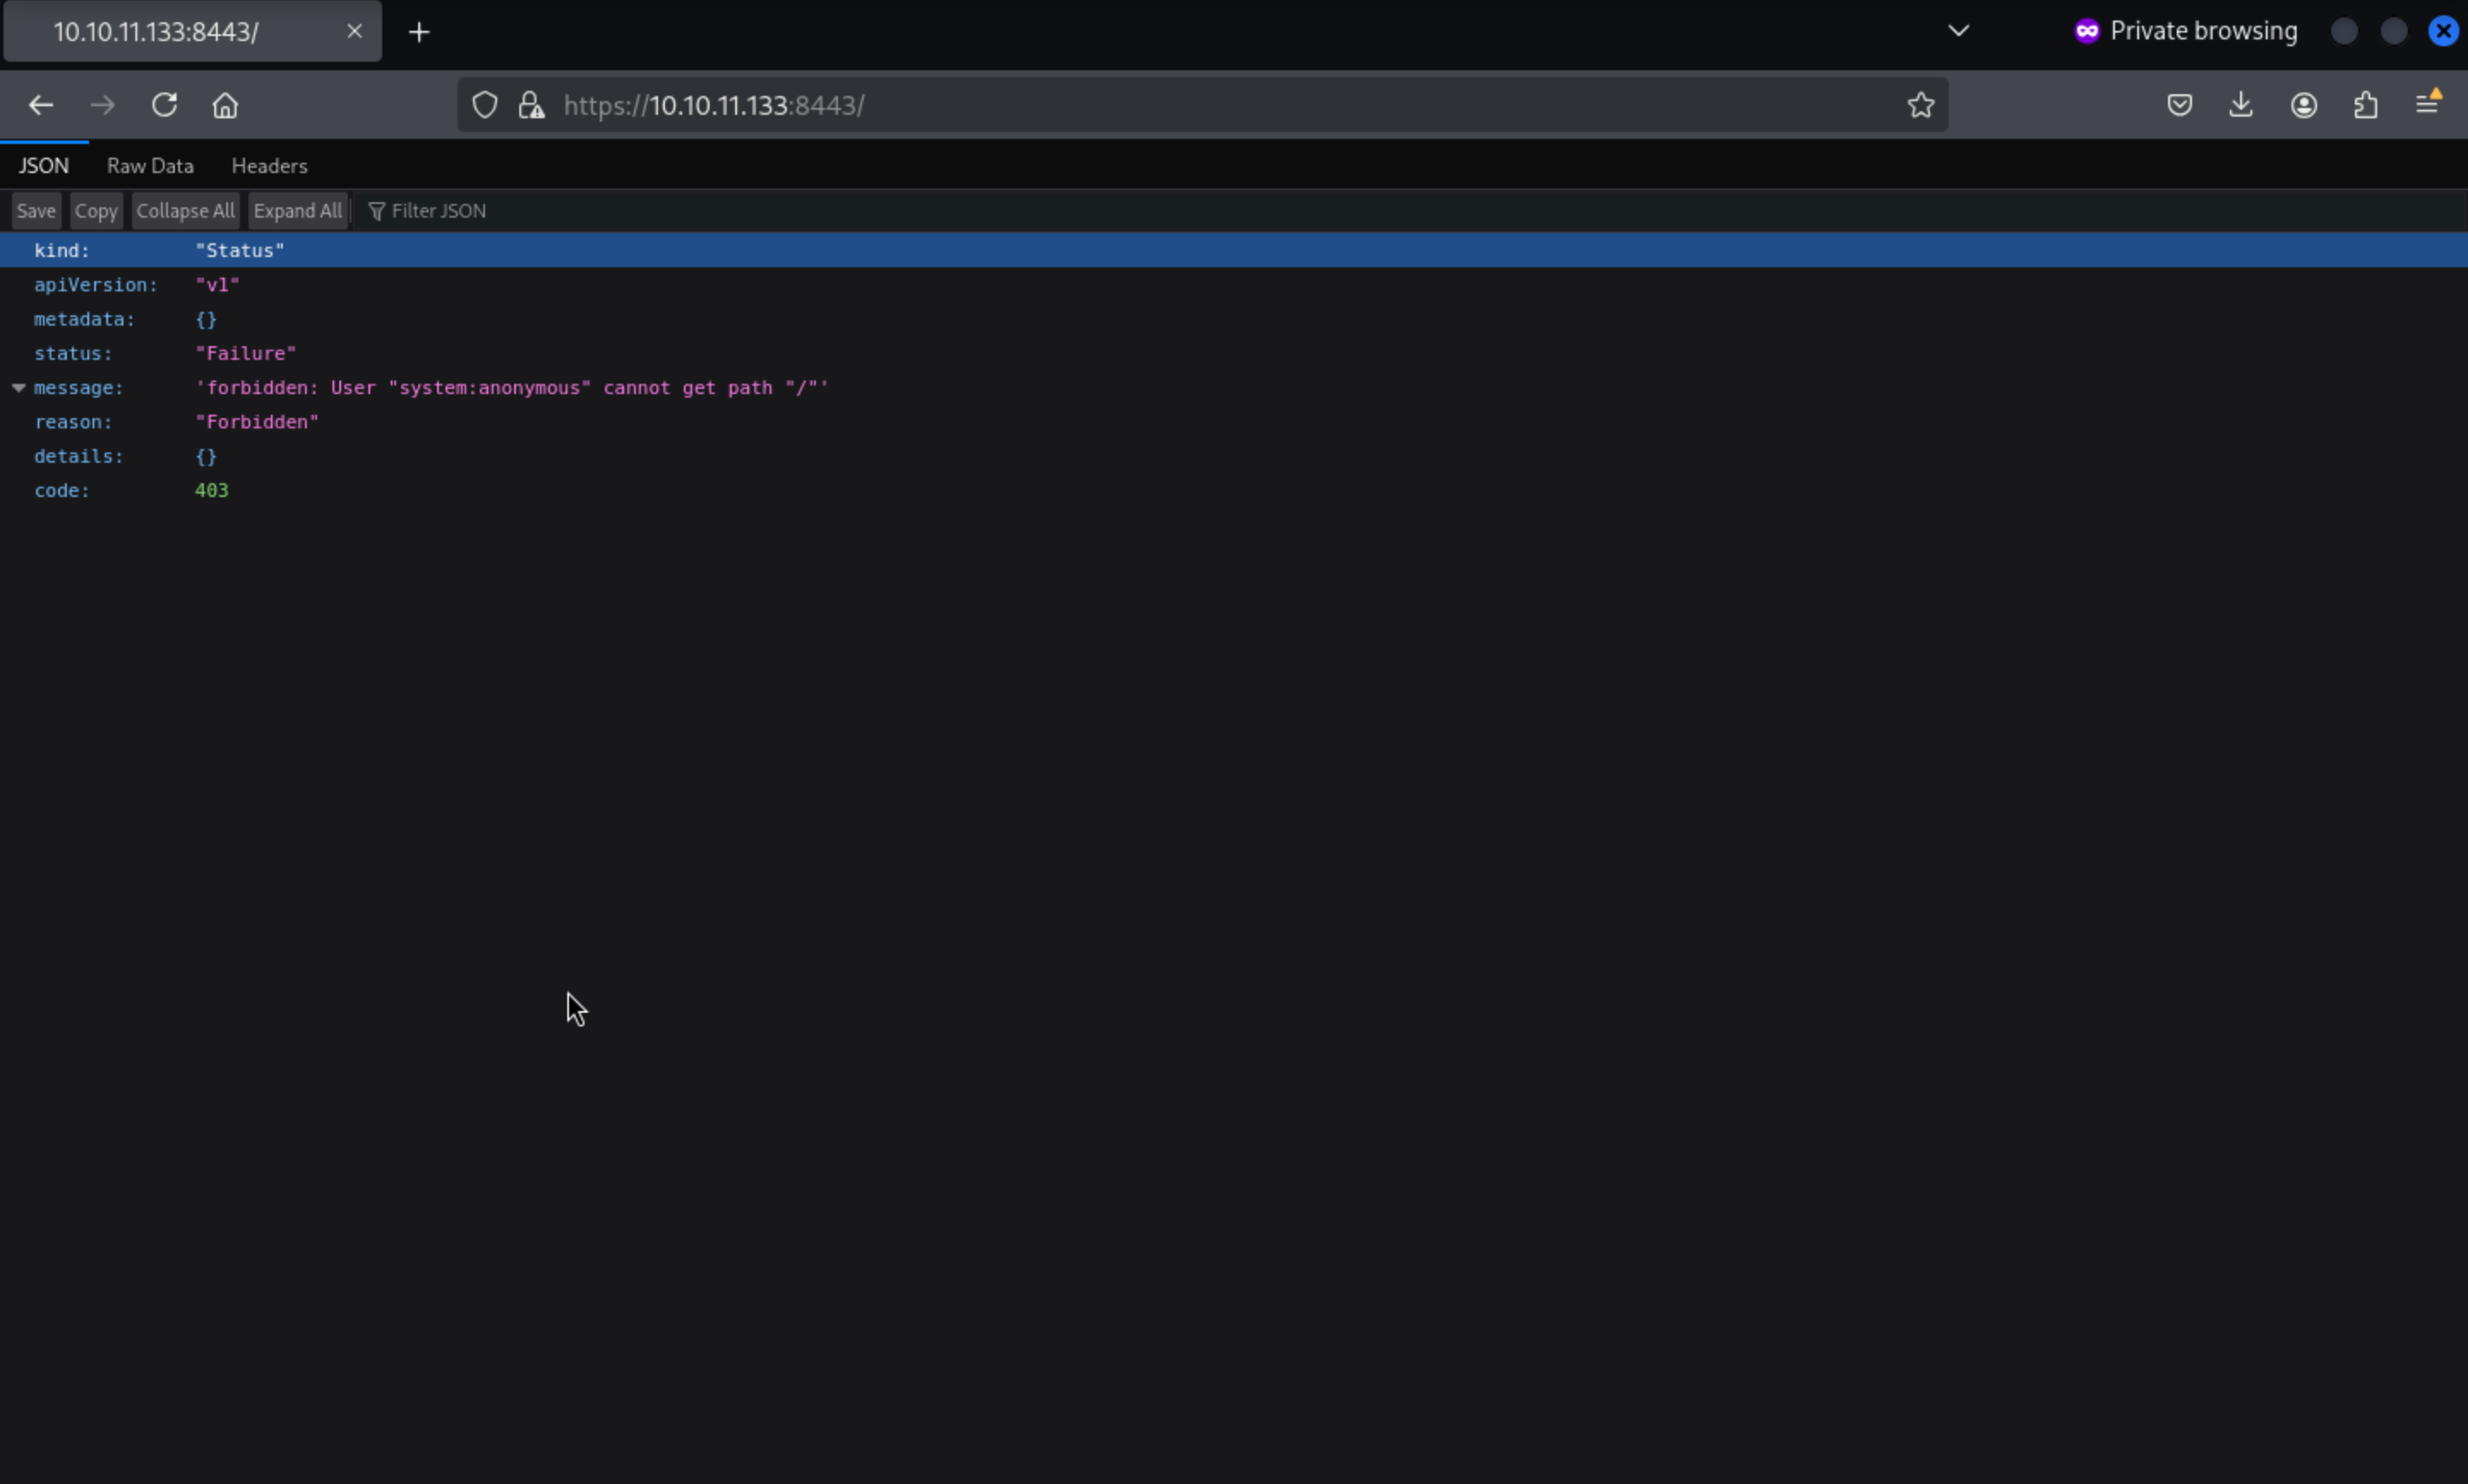 10.10.11.133:8443/
Private browsing
https://10.10.11.133:8443/
JSON Raw Data Headers
Save Copy Collapse All Expand All Filter JSON
kind: "Status"
apiVersion: "v1"
metadata: {}
status: "Failure"
message: 'forbidden: User "system:anonymous" cannot get path "/"'
reason: "Forbidden"
details: {}
code: 403